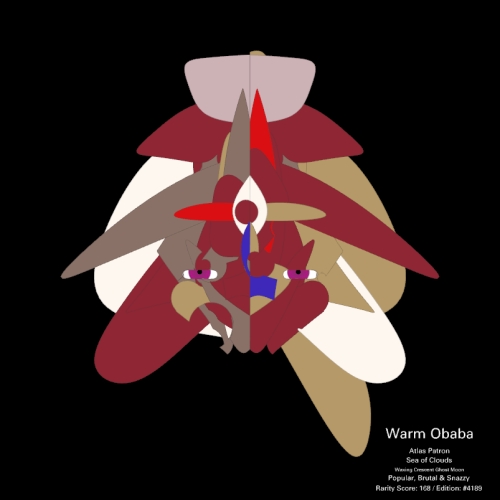 Warm Obaba
Atlas Patron
Sea of Clouds
Waxing Crescent Ghost Moon
Popular, Brutal & Snazzy
Rarity Score: 168 / Edition: #4189